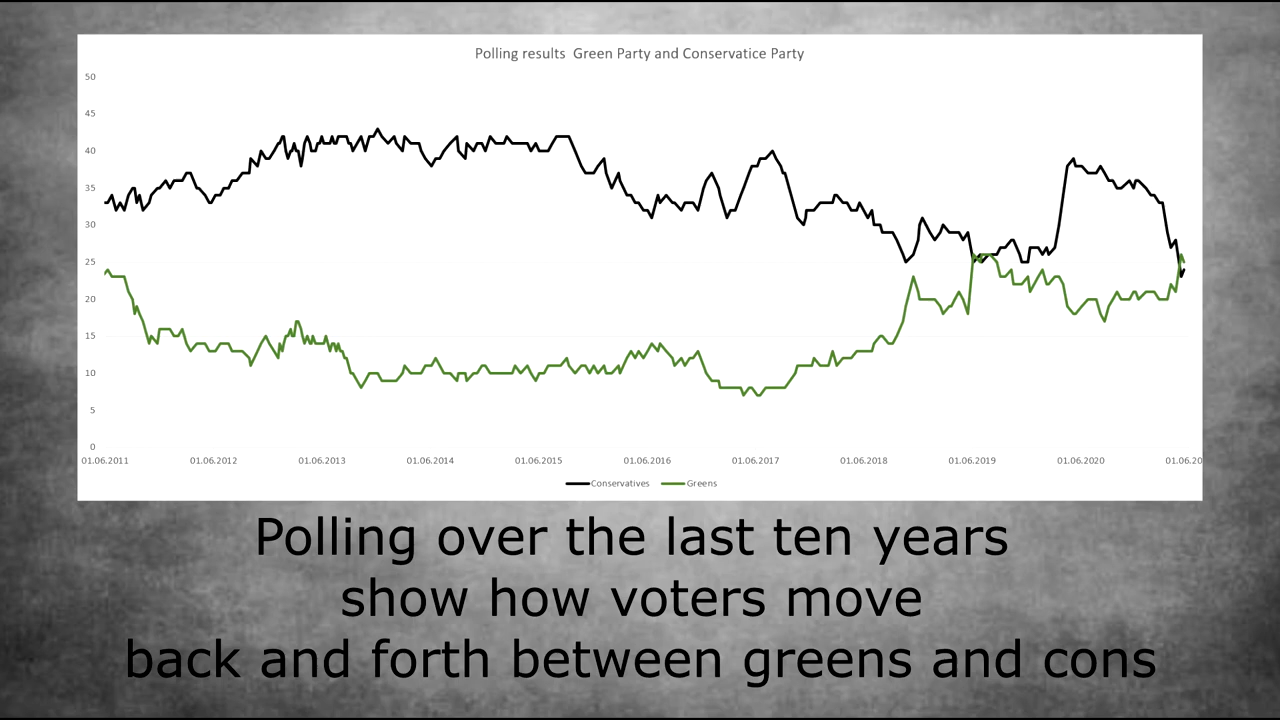 Polling results  Green Party and Conservatice Party
50
45
40
35
30
25
20
15
10
5
0
01.06.2011 01.06.2012 01.06.2013 01.06.2014 01.06.2015 01.06.2016 01.06.2017 01.06.2018 01.06.2019 01.06.2020 01.06.20
Conservatives Greens
Polling over the last ten years
show how voters move
back and forth between greens and cons